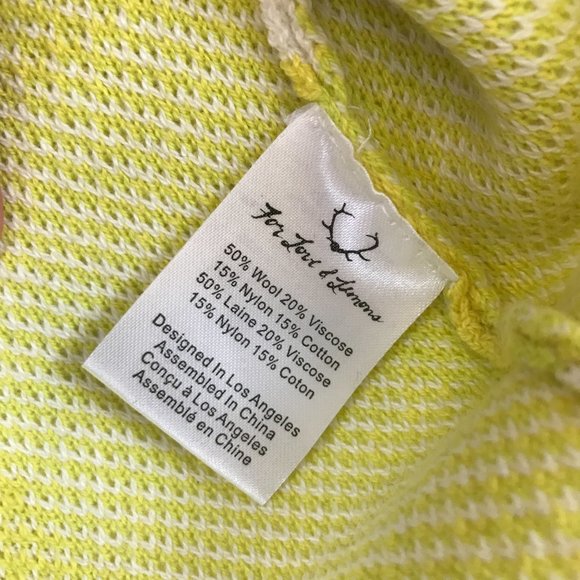 For Love & Lemons
50% Wool 20% Viscose
15% Nylon 15% Cotton
50% Laine 20% Viscose
15% Nylon 15% Coton
Designed In Los Angeles
Assembled In China
Conçu à Los Angeles
Assemblé en Chine